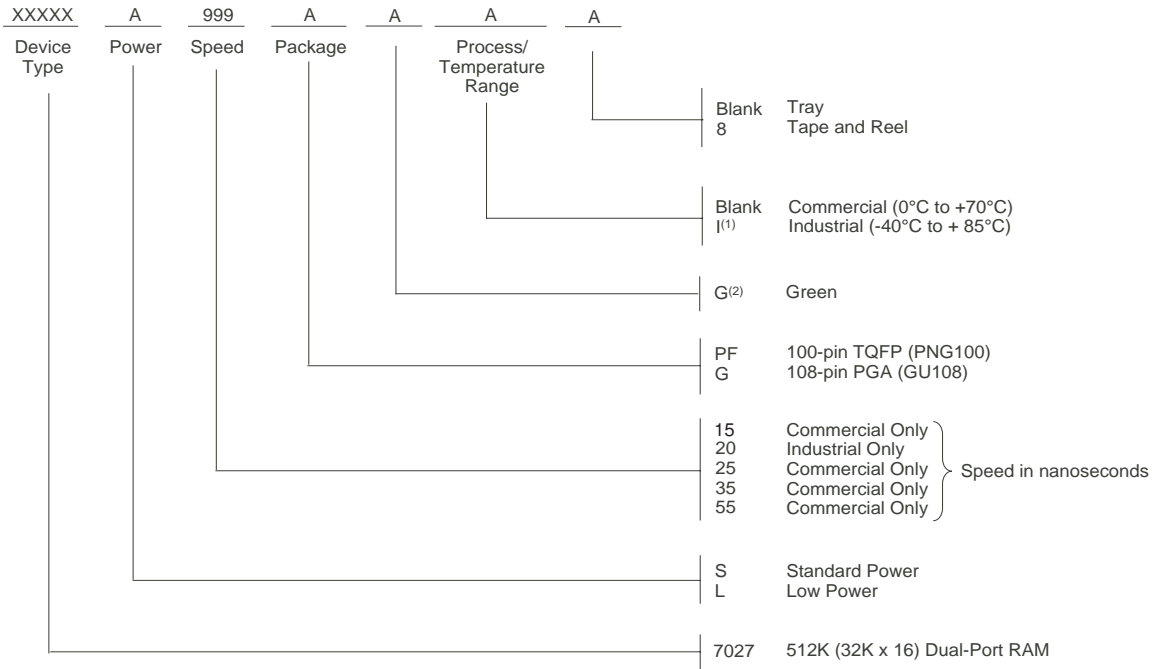 XXXXX A 999 A A A A
Device Type Power Speed Package Process/ Temperature Range
Blank Tray
8 Tape and Reel
Blank Commercial (0°C to +70°C)
I(1) Industrial (-40°C to + 85°C)
G(2) Green
PF 100-pin TQFP (PNG100)
G 108-pin PGA (GU108)
15 Commercial Only
20 Industrial Only
25 Commercial Only Speed in nanoseconds
35 Commercial Only
55 Commercial Only
S Standard Power
L Low Power
7027 512K (32K x 16) Dual-Port RAM